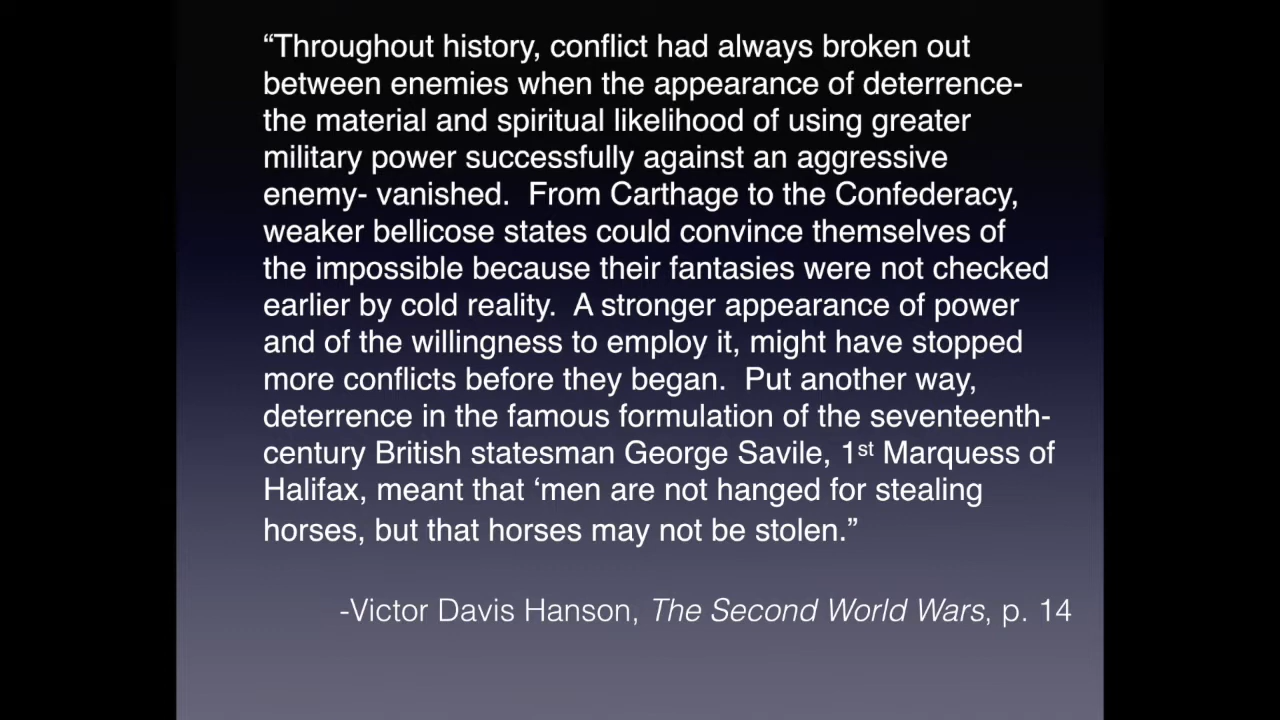 “Throughout history, conflict had always broken out
between enemies when the appearance of deterrence-
the material and spiritual likelihood of using greater
military power successfully against an aggressive
enemy- vanished.  From Carthage to the Confederacy,
weaker bellicose states could convince themselves of
the impossible because their fantasies were not checked
earlier by cold reality.  A stronger appearance of power
and of the willingness to employ it, might have stopped
more conflicts before they began.  Put another way,
deterrence in the famous formulation of the seventeenth-
century British statesman George Savile, 1st Marquess of
Halifax, meant that ‘men are not hanged for stealing
horses, but that horses may not be stolen.”
-Victor Davis Hanson, The Second World Wars, p. 14